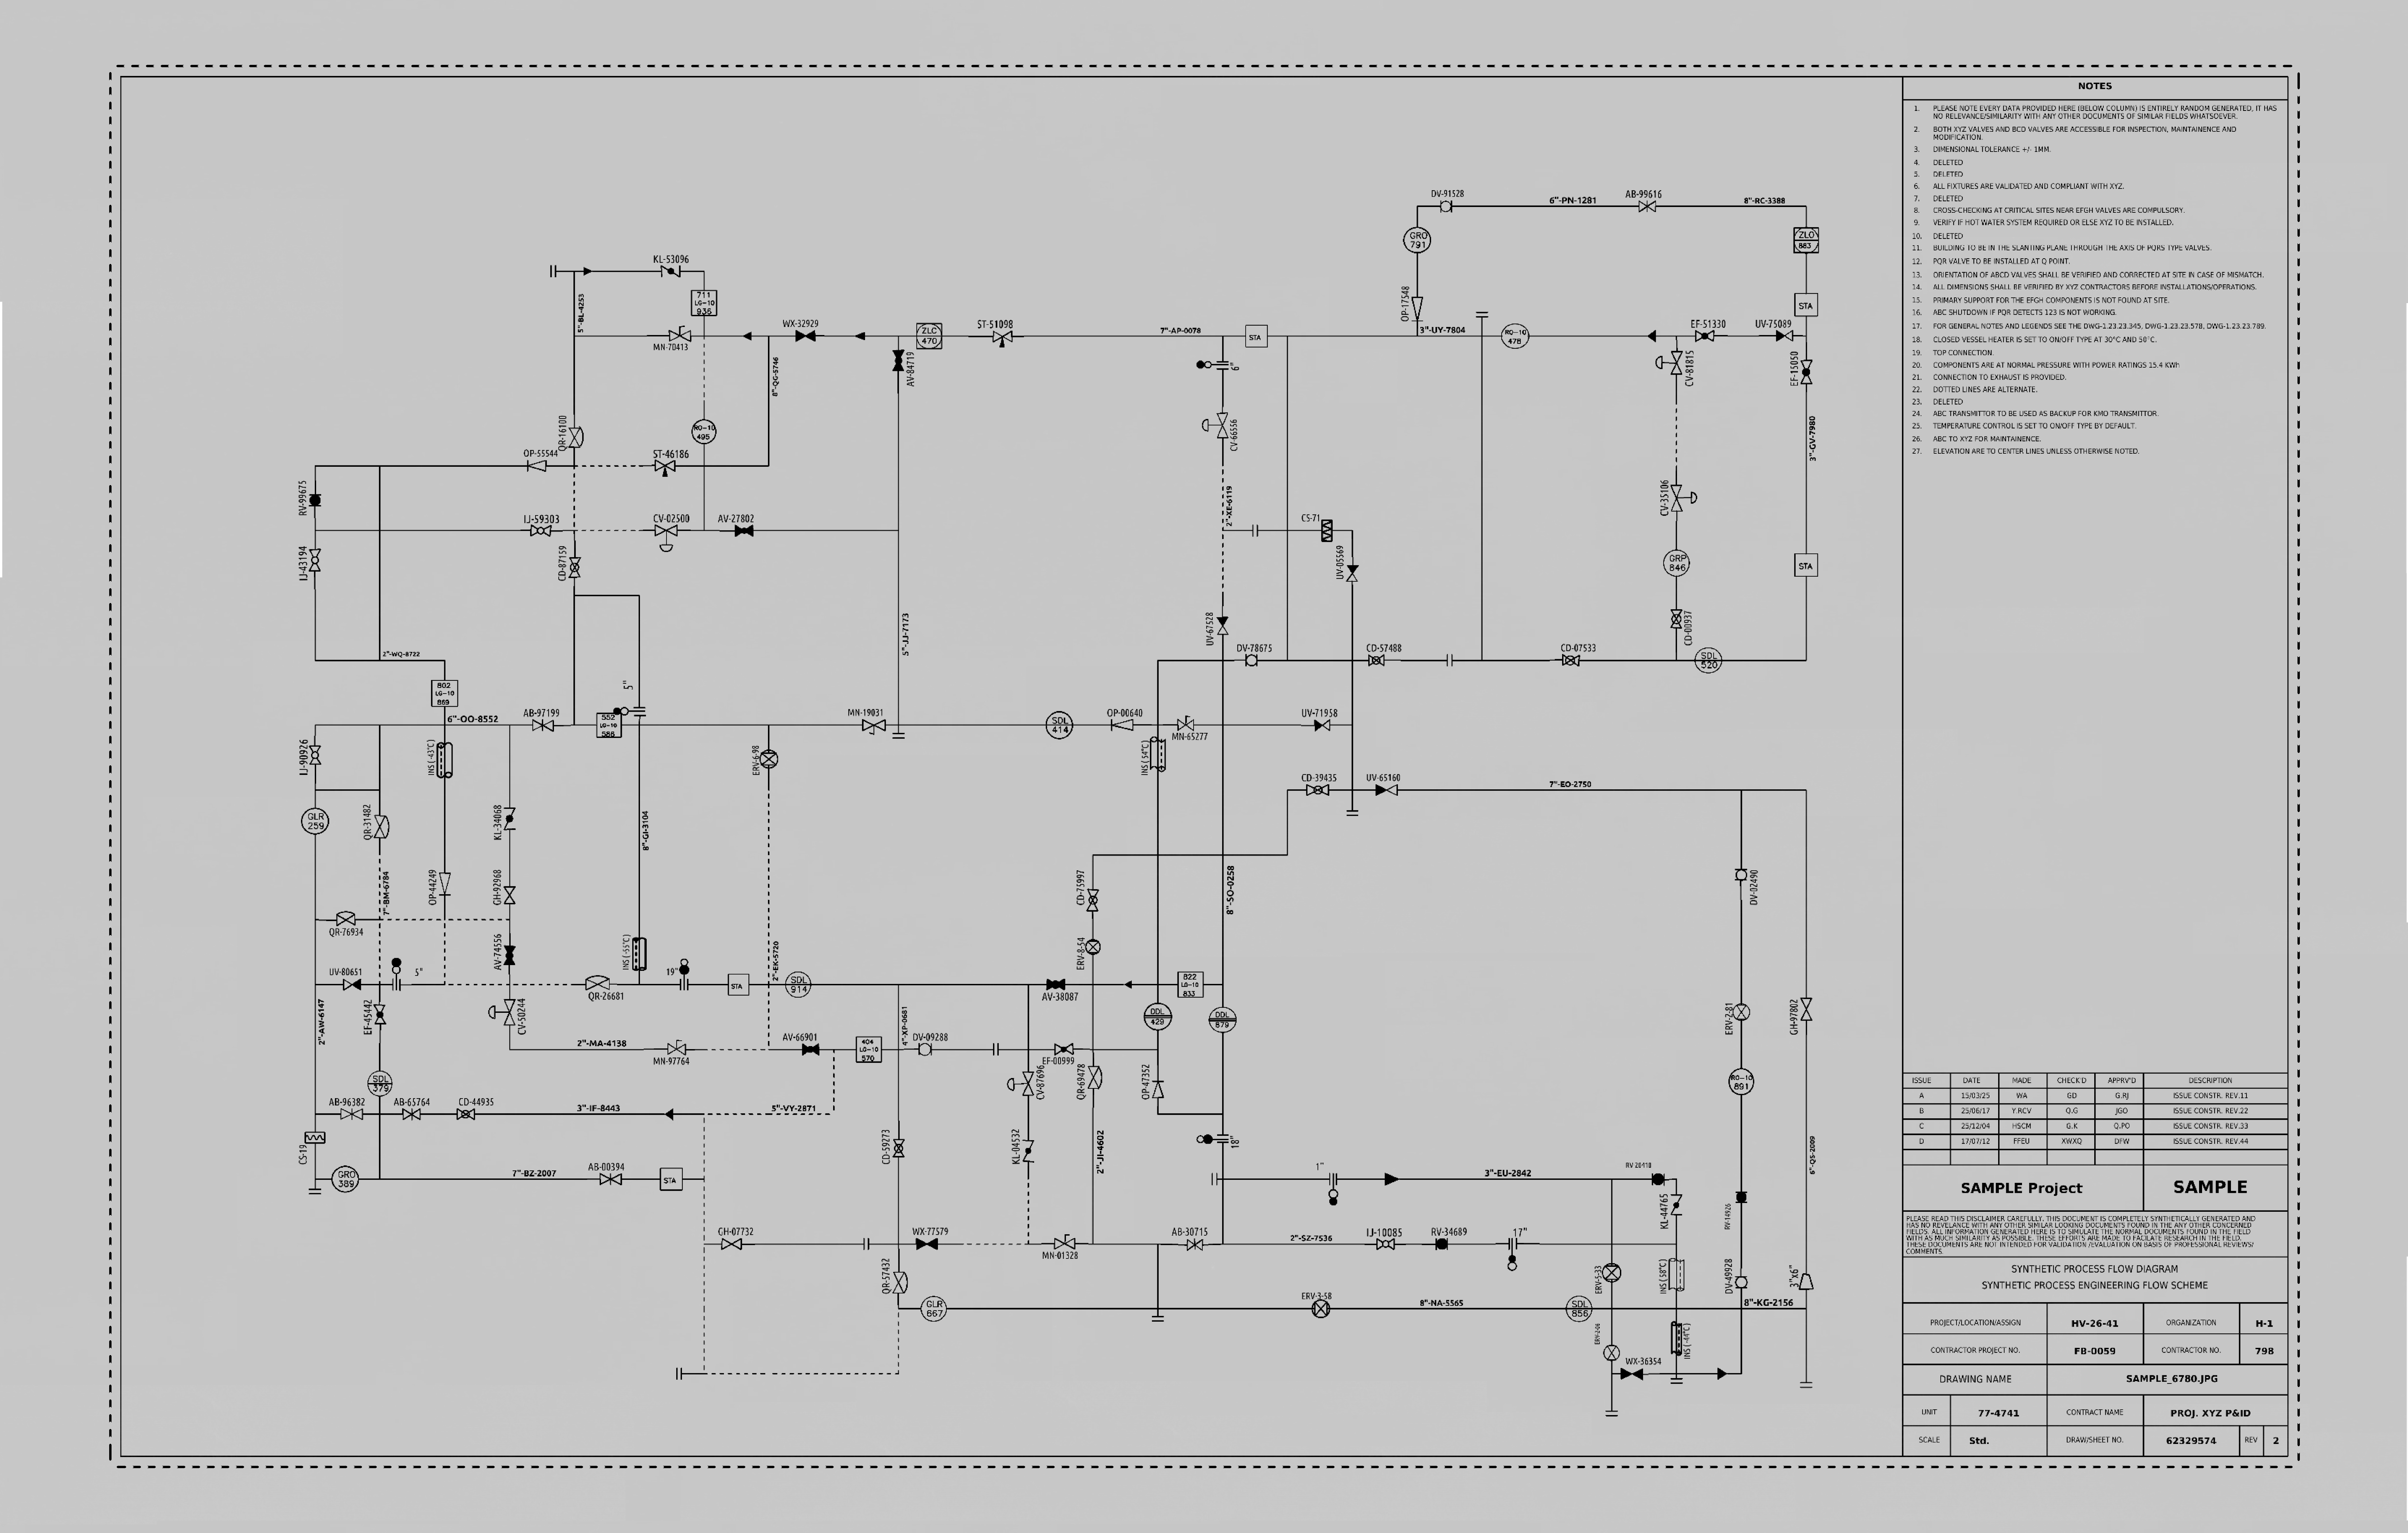 DV-91528
AB-99616
6"-PN-1281
8"-RC-3388
GRO
791
ZLO
883
KL-53096
5"-BL-4253
711
LG-10
936
OP-17548
STA
MN-70413
WX-32929
ZLC
470
ST-51098
7"-AP-0078
STA
3"-UY-7804
RO-10
478
EF-51330
UV-75089
8"-QG-5746
AV-84719
6"
CV-81815
EF-15050
QR-16100
RO-10
495
CV-66556
3"-GV-7980
OP-55544
ST-46186
RV-99675
IJ-59303
CV-02500
AV-27802
2"-XE-6119
CS-71
CV-35106
IJ-43194
CD-87159
UV-05569
GRP
846
STA
5"-JJ-7173
UV-67528
CD-00937
2"-WQ-8722
DV-78675
CD-57488
CD-07533
SDL
520
802
LG-10
869
5"
6"-OO-8552
AB-97199
552
LG-10
586
MN-19031
SDL
414
OP-00640
MN-65277
UV-71958
IJ-90926
INS (-43°C)
ERV-6-98
INS (54°C)
CD-39435
UV-65160
7"-EO-2750
GLR
259
QR-31482
KL-34068
8"-GI-3104
7"-BM-6784
OP-44249
GH-92968
CD-75997
8"-SO-0258
DV-02490
QR-76934
AV-74556
INS (-55°C)
2"-EK-5720
ERV-8-54
UV-80651
5"
QR-26681
19"
STA
SDL
914
AV-38087
822
LG-10
833
2"-AW-6147
EF-45442
CV-50244
4"-XP-0681
DDL
429
DDL
879
ERV-2-81
GH-97802
2"-MA-4138
MN-97764
AV-66901
404
LG-10
570
DV-09288
EF-00999
SDL
379
CV-87696
QR-69478
OP-47352
RO-10
891
AB-96382
AB-65764
CD-44935
3"-IF-8443
5"-VY-2871
CS-19
CD-59273
KL-04532
2"-JI-4602
18"
6"-QS-2009
GRO
389
7"-BZ-2007
AB-00394
STA
1"
3"-EU-2842
KL-44765
GH-07732
WX-77579
MN-01328
AB-30715
2"-SZ-7536
IJ-10085
RV-34689
17"
QR-57432
GLR
667
ERV-3-58
8"-NA-5565
SDL
856
ERV-5-33
INS (58°C)
DV-49928
3"x6"
8"-KG-2156
INS (-44°C)
WX-36354
NOTES
1. PLEASE NOTE EVERY DATA PROVIDED HERE (BELOW COLUMN) IS ENTIRELY RANDOM GENERATED, IT HAS
NO RELEVANCE/SIMILARITY WITH ANY OTHER DOCUMENTS OF SIMILAR FIELDS WHATSOEVER.
2. BOTH XYZ VALVES AND BCD VALVES ARE ACCESSIBLE FOR INSPECTION, MAINTAINENCE AND
MODIFICATION.
3. DIMENSIONAL TOLERANCE +/- 1MM.
4. DELETED
5. DELETED
6. ALL FIXTURES ARE VALIDATED AND COMPLIANT WITH XYZ.
7. DELETED
8. CROSS-CHECKING AT CRITICAL SITES NEAR EFGH VALVES ARE COMPULSORY.
9. VERIFY IF HOT WATER SYSTEM REQUIRED OR ELSE XYZ TO BE INSTALLED.
10. DELETED
11. BUILDING TO BE IN THE SLANTING PLANE THROUGH THE AXIS OF PQRS TYPE VALVES.
12. PQR VALVE TO BE INSTALLED AT Q POINT.
13. ORIENTATION OF ABCD VALVES SHALL BE VERIFIED AND CORRECTED AT SITE IN CASE OF MISMATCH.
14. ALL DIMENSIONS SHALL BE VERIFIED BY XYZ CONTRACTORS BEFORE INSTALLATIONS/OPERATIONS.
15. PRIMARY SUPPORT FOR THE EFGH COMPONENTS IS NOT FOUND AT SITE.
16. ABC SHUTDOWN IF PQR DETECTS 123 IS NOT WORKING.
17. FOR GENERAL NOTES AND LEGENDS SEE THE DWG-1.23.23.345, DWG-1.23.23.578, DWG-1.23.23.789.
18. CLOSED VESSEL HEATER IS SET TO ON/OFF TYPE AT 30°C AND 50°C.
19. TOP CONNECTION.
20. COMPONENTS ARE AT NORMAL PRESSURE WITH POWER RATINGS 15.4 KWh
21. CONNECTION TO EXHAUST IS PROVIDED.
22. DOTTED LINES ARE ALTERNATE.
23. DELETED
24. ABC TRANSMITTOR TO BE USED AS BACKUP FOR KMO TRANSMITTOR.
25. TEMPERATURE CONTROL IS SET TO ON/OFF TYPE BY DEFAULT.
26. ABC TO XYZ FOR MAINTAINENCE.
27. ELEVATION ARE TO CENTER LINES UNLESS OTHERWISE NOTED.
ISSUE DATE MADE CHECK'D APPRV'D DESCRIPTION
A 15/03/25 WA GD G.RJ ISSUE CONSTR. REV.11
B 25/06/17 Y.RCV Q.G JGO ISSUE CONSTR. REV.22
C 25/12/04 HSCM G.K Q.PO ISSUE CONSTR. REV.33
D 17/07/12 FFEU XWXQ DFW ISSUE CONSTR. REV.44
SAMPLE Project SAMPLE
PLEASE READ THIS DISCLAIMER CAREFULLY. THIS DOCUMENT IS COMPLETELY SYNTHETICALLY GENERATED AND
HAS NO REVELANCE WITH ANY OTHER SIMILAR LOOKING DOCUMENTS FOUND IN THE ANY OTHER CONCERNED
FIELDS. ALL INFORMATION GENERATED HERE IS TO SIMULATE THE NORMAL DOCUMENTS FOUND IN THE FIELD
WITH AS MUCH SIMILARITY AS POSSIBLE. THESE EFFORTS ARE MADE TO FACILATE RESEARCH IN THE FIELD.
THESE DOCUMENTS ARE NOT INTENDED FOR VALIDATION /EVALUATION ON BASIS OF PROFESSIONAL REVIEWS/
COMMENTS.
SYNTHETIC PROCESS FLOW DIAGRAM
SYNTHETIC PROCESS ENGINEERING FLOW SCHEME
PROJECT/LOCATION/ASSIGN HV-26-41 ORGANIZATION H-1
CONTRACTOR PROJECT NO. FB-0059 CONTRACTOR NO. 798
DRAWING NAME SAMPLE_6780.JPG
UNIT 77-4741 CONTRACT NAME PROJ. XYZ P&ID
SCALE Std. DRAW/SHEET NO. 62329574 REV 2